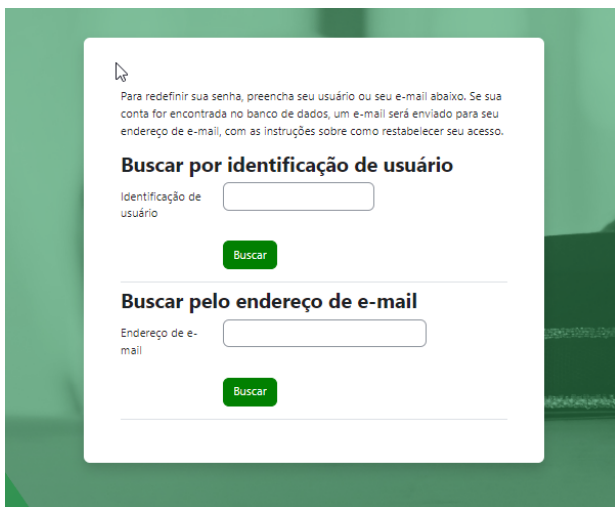 Para redefinir sua senha, preencha seu usuário ou seu e-mail abaixo. Se sua
conta for encontrada no banco de dados, um e-mail será enviado para seu
endereço de e-mail, com as instruções sobre como restabelecer seu acesso.
Buscar por identificação de usuário
Identificação de
usuário
Buscar
Buscar pelo endereço de e-mail
Endereço de e-
mail
Buscar